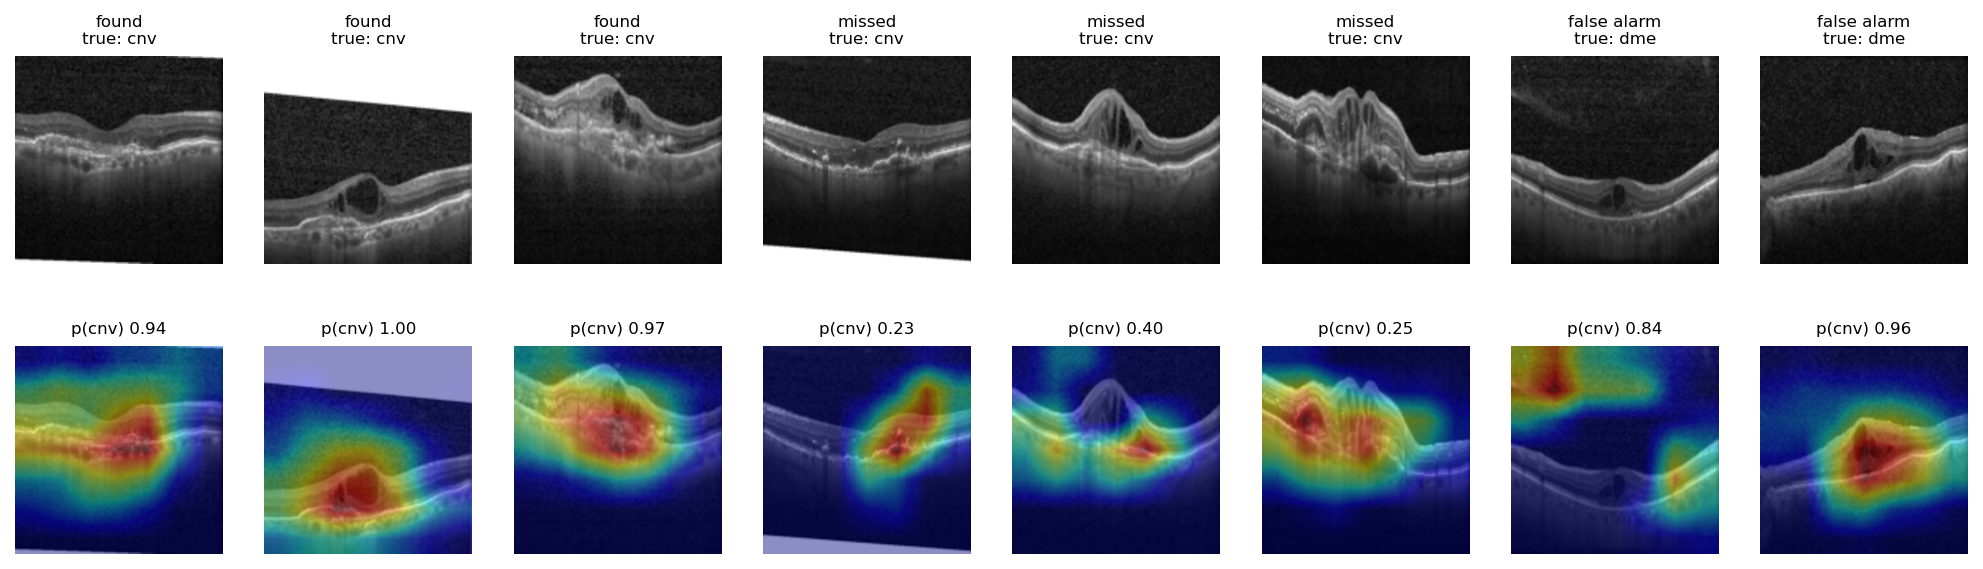 found
true: cnv
found
true: cnv
found
true: cnv
missed
true: cnv
missed
true: cnv
missed
true: cnv
false alarm
true: dme
false alarm
true: dme
p(cnv) 0.94
p(cnv) 1.00
p(cnv) 0.97
p(cnv) 0.23
p(cnv) 0.40
p(cnv) 0.25
p(cnv) 0.84
p(cnv) 0.96